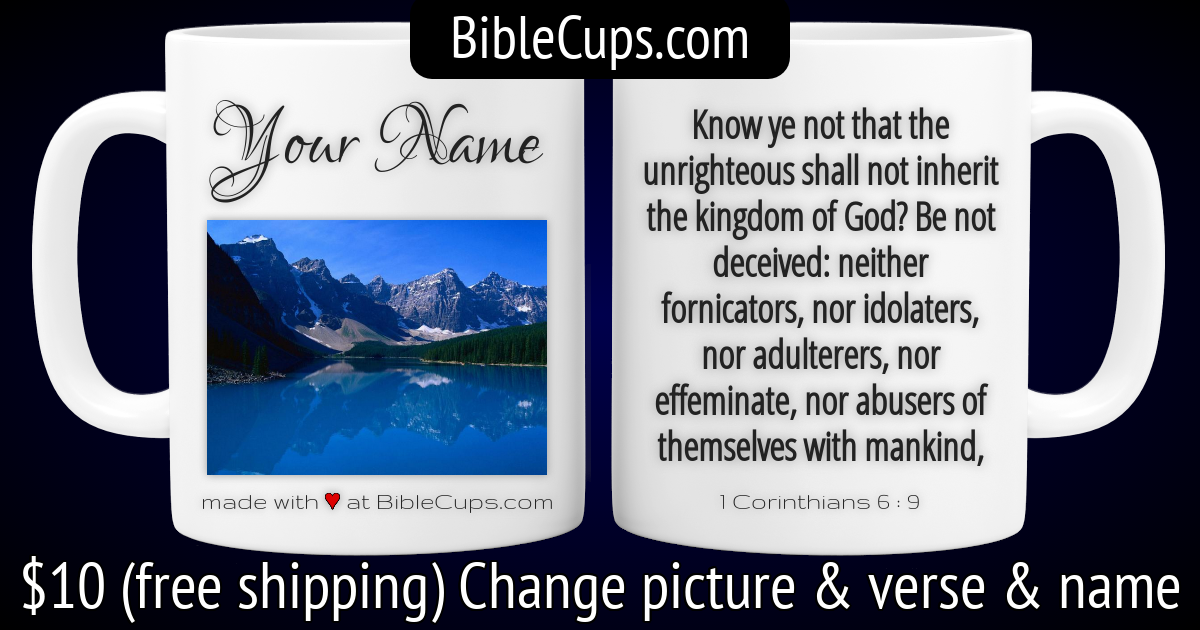 BibleCups.com
Your Name
made with ♥ at BibleCups.com
Know ye not that the
unrighteous shall not inherit
the kingdom of God? Be not
deceived: neither
fornicators, nor idolaters,
nor adulterers, nor
effeminate, nor abusers of
themselves with mankind,
1 Corinthians 6 : 9
$10 (free shipping) Change picture & verse & name